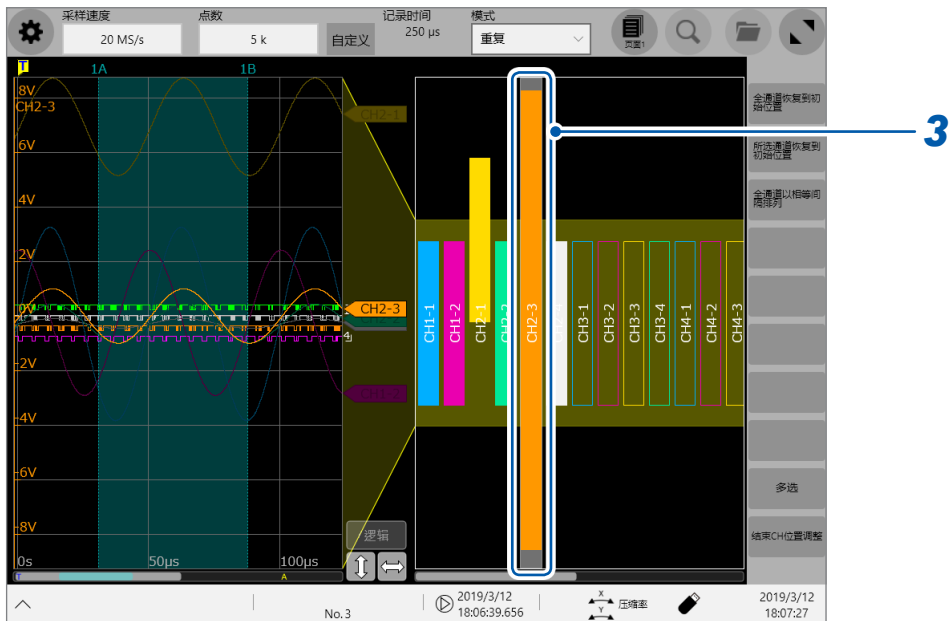 采样速度
点数
记录时间
模式
20 MS/s
5 k
自定义
250 μs
重复
页面1
T
1A
1B
8V
CH2-3
6V
4V
2V
0V
-2V
-4V
-6V
-8V
0s
50μs
100μs
CH2-1
CH2-3
CH2-2
CH1-2
4
逻辑
T
A
CH1-1
CH1-2
CH2-1
CH2-2
CH2-3
CH3-1
CH3-2
CH3-3
CH3-4
CH4-1
CH4-2
CH4-3
全通道恢复到初
始位置
所选通道恢复到
初始位置
全通道以相等间
隔排列
多选
结束CH位置调整
3
No.3
2019/3/12
18:06:39.656
X
Y
压缩率
2019/3/12
18:07:27